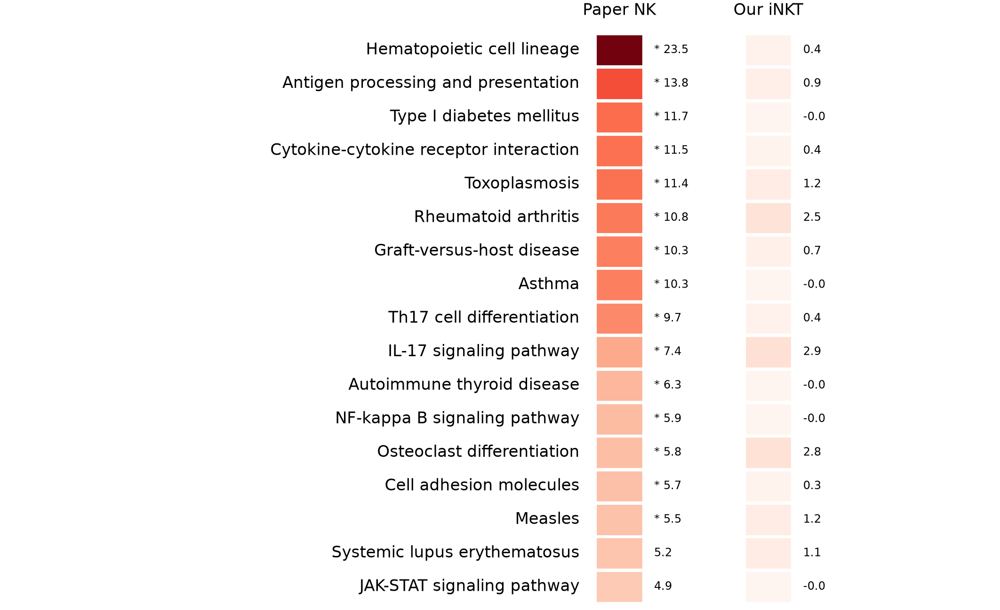 Paper NK Our iNKT
Hematopoietic cell lineage * 23.5 0.4
Antigen processing and presentation * 13.8 0.9
Type I diabetes mellitus * 11.7 -0.0
Cytokine-cytokine receptor interaction * 11.5 0.4
Toxoplasmosis * 11.4 1.2
Rheumatoid arthritis * 10.8 2.5
Graft-versus-host disease * 10.3 0.7
Asthma * 10.3 -0.0
Th17 cell differentiation * 9.7 0.4
IL-17 signaling pathway * 7.4 2.9
Autoimmune thyroid disease * 6.3 -0.0
NF-kappa B signaling pathway * 5.9 -0.0
Osteoclast differentiation * 5.8 2.8
Cell adhesion molecules * 5.7 0.3
Measles * 5.5 1.2
Systemic lupus erythematosus 5.2 1.1
JAK-STAT signaling pathway 4.9 -0.0